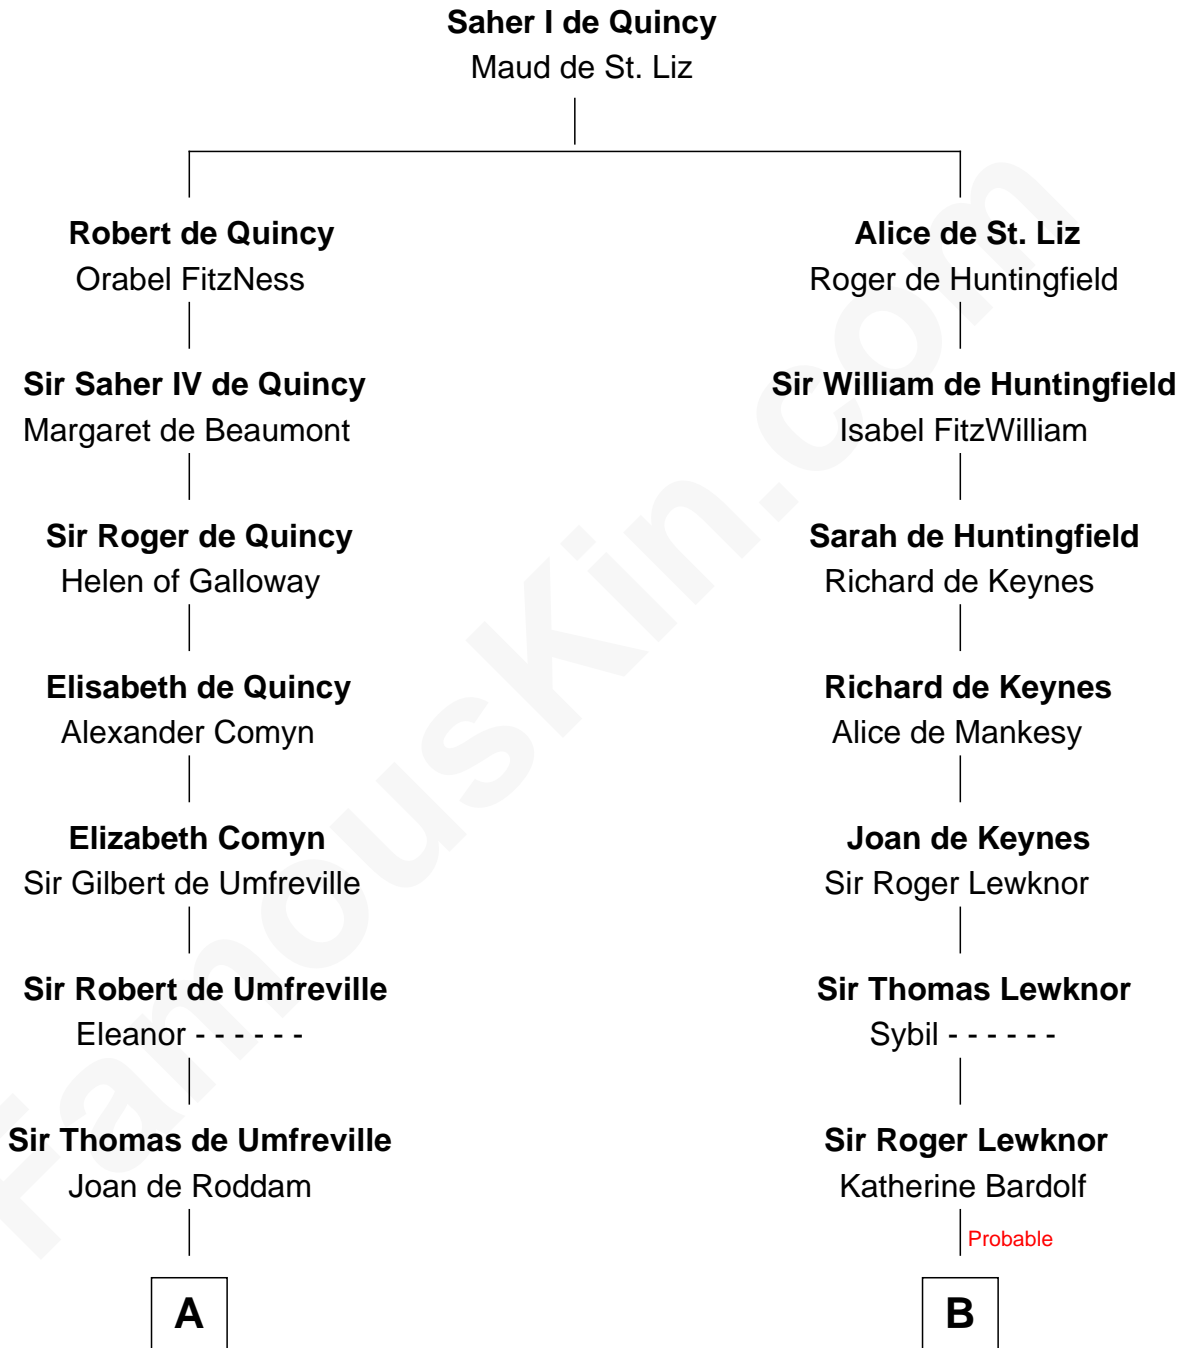 Saher I de Quincy
Maud de St. Liz
Robert de Quincy
Orabel FitzNess
Alice de St. Liz
Roger de Huntingfield
Sir Saher IV de Quincy
Margaret de Beaumont
Sir William de Huntingfield
Isabel FitzWilliam
Sir Roger de Quincy
Helen of Galloway
Sarah de Huntingfield
Richard de Keynes
Elisabeth de Quincy
Alexander Comyn
Richard de Keynes
Alice de Mankesy
Elizabeth Comyn
Sir Gilbert de Umfreville
Joan de Keynes
Sir Roger Lewknor
Sir Robert de Umfreville
Eleanor - - - - - -
Sir Thomas Lewknor
Sybil - - - - - -
Sir Thomas de Umfreville
Joan de Roddam
Sir Roger Lewknor
Katherine Bardolf
Probable
A
B
FamousKin.com